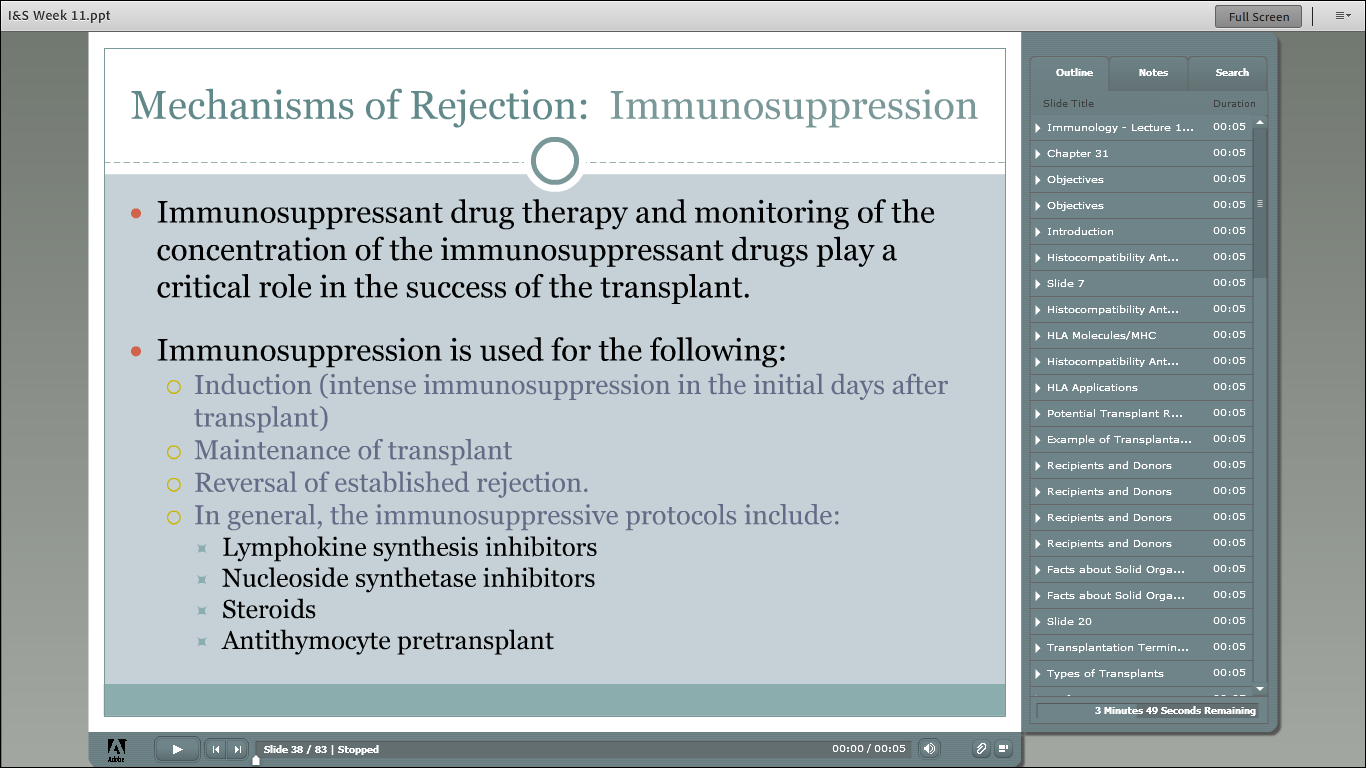 I&S Week 11.ppt
Full Screen
Mechanisms of Rejection: Immunosuppression
Immunosuppressant drug therapy and monitoring of the
concentration of the immunosuppressant drugs play a
critical role in the success of the transplant.
Immunosuppression is used for the following:
Induction (intense immunosuppression in the initial days after
transplant)
Maintenance of transplant
Reversal of established rejection.
In general, the immunosuppressive protocols include:
Lymphokine synthesis inhibitors
Nucleoside synthetase inhibitors
Steroids
Antithymocyte pretransplant
Outline Notes Search
Slide Title Duration
Immunology - Lecture 1... 00:05
Chapter 31 00:05
Objectives 00:05
Objectives 00:05
Introduction 00:05
Histocompatibility Ant... 00:05
Slide 7 00:05
Histocompatibility Ant... 00:05
HLA Molecules/MHC 00:05
Histocompatibility Ant... 00:05
HLA Applications 00:05
Potential Transplant R... 00:05
Example of Transplanta... 00:05
Recipients and Donors 00:05
Recipients and Donors 00:05
Recipients and Donors 00:05
Recipients and Donors 00:05
Facts about Solid Orga... 00:05
Facts about Solid Orga... 00:05
Slide 20 00:05
Transplantation Termin... 00:05
Types of Transplants 00:05
3 Minutes 49 Seconds Remaining
Adobe
Slide 38 / 83 | Stopped
00:00 / 00:05